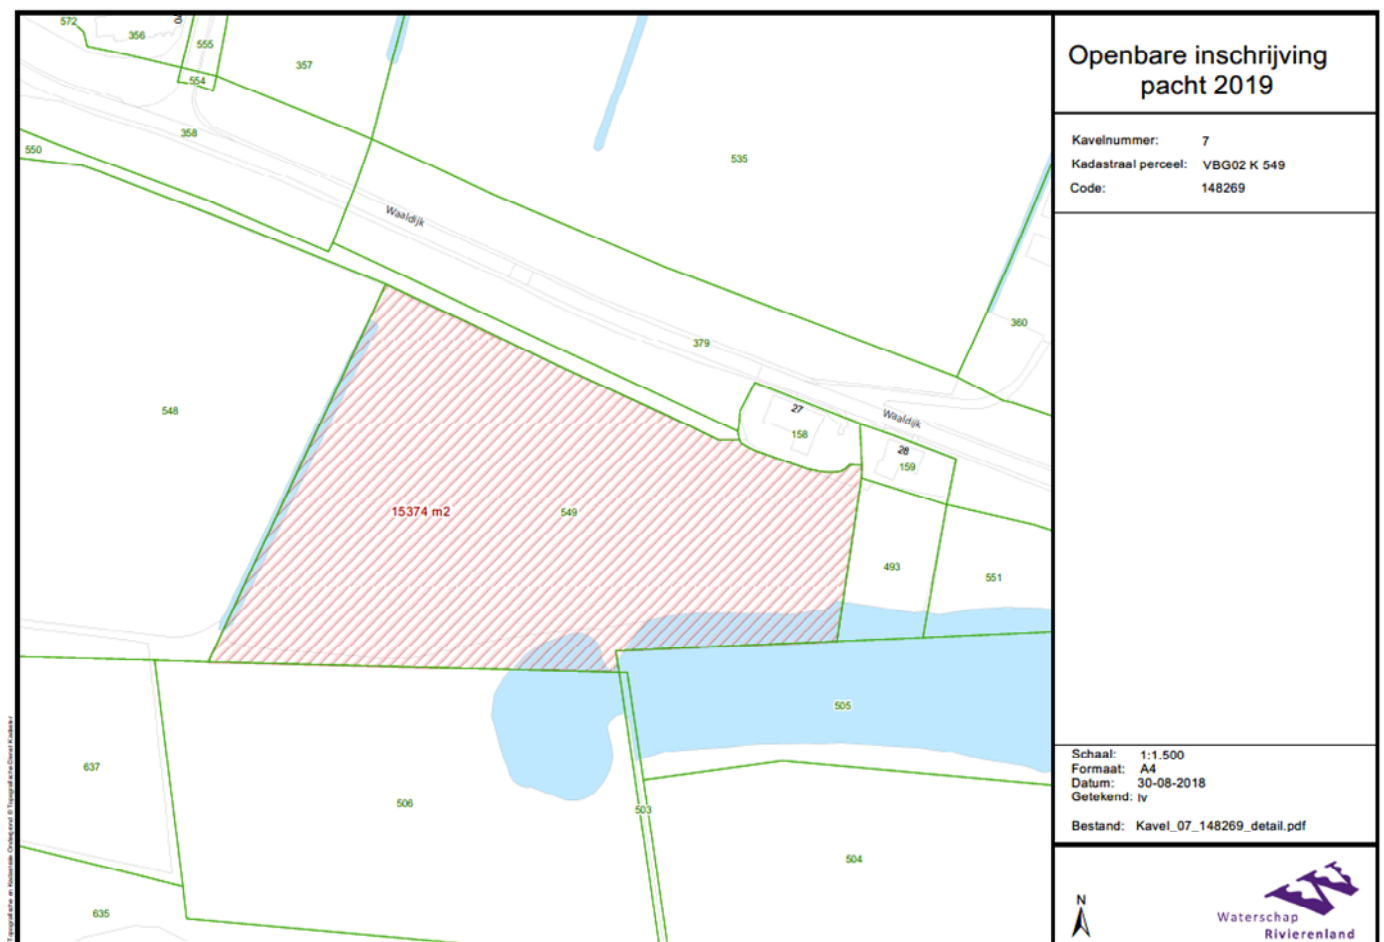 Openbare inschrijving
pacht 2019
Kavelnummer: 7
Kadastraal perceel: VBG02 K 549
Code: 148269
572
356
555
554
357
358
550
535
Waaldijk
360
379
548
27
158
Waaldijk
28
159
15374 m2
549
493
551
505
637
506
503
504
635
Schaal: 1:1.500
Formaat: A4
Datum: 30-08-2018
Getekend: lv
Bestand: Kavel_07_148269_detail.pdf
N
Waterschap
Rivierenland